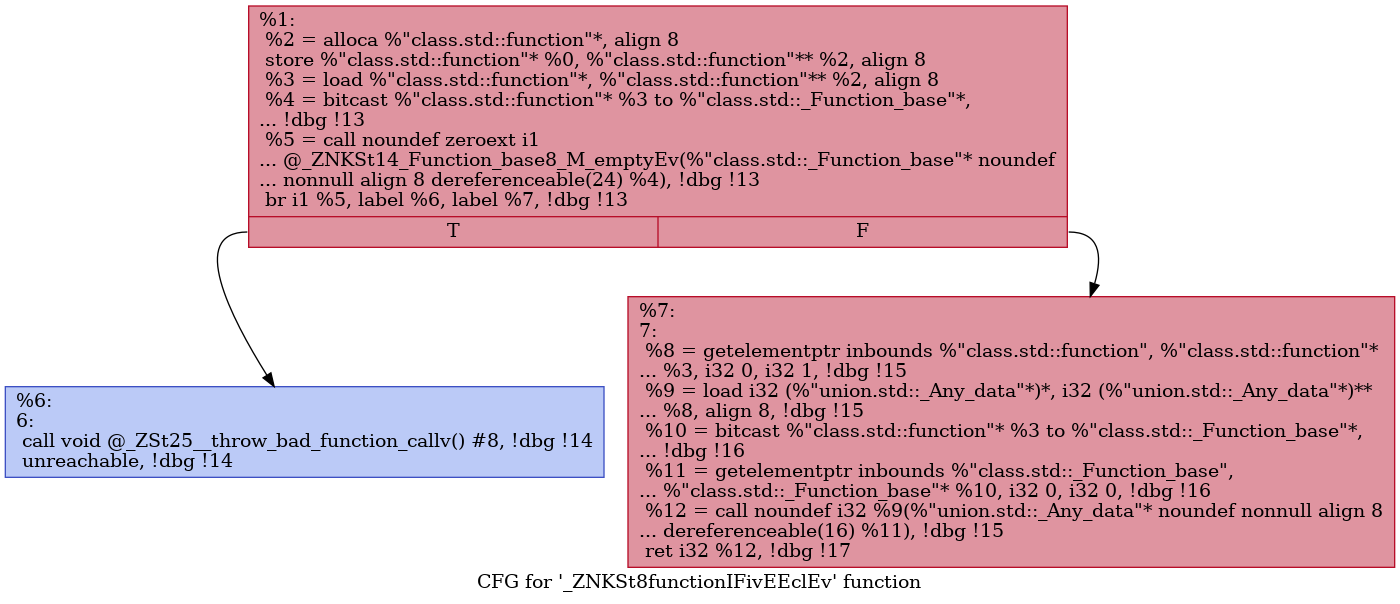 %1:
%2 = alloca %"class.std::function"*, align 8
store %"class.std::function"* %0, %"class.std::function"** %2, align 8
%3 = load %"class.std::function"*, %"class.std::function"** %2, align 8
%4 = bitcast %"class.std::function"* %3 to %"class.std::_Function_base"*,
... !dbg !13
%5 = call noundef zeroext i1
... @_ZNKSt14_Function_base8_M_emptyEv(%"class.std::_Function_base"* noundef
... nonnull align 8 dereferenceable(24) %4), !dbg !13
br i1 %5, label %6, label %7, !dbg !13
T F
%6:
6:
call void @_ZSt25__throw_bad_function_callv() #8, !dbg !14
unreachable, !dbg !14
%7:
7:
%8 = getelementptr inbounds %"class.std::function", %"class.std::function"*
... %3, i32 0, i32 1, !dbg !15
%9 = load i32 (%"union.std::_Any_data"*)*, i32 (%"union.std::_Any_data"*)**
... %8, align 8, !dbg !15
%10 = bitcast %"class.std::function"* %3 to %"class.std::_Function_base"*,
... !dbg !16
%11 = getelementptr inbounds %"class.std::_Function_base",
... %"class.std::_Function_base"* %10, i32 0, i32 0, !dbg !16
%12 = call noundef i32 %9(%"union.std::_Any_data"* noundef nonnull align 8
... dereferenceable(16) %11), !dbg !15
ret i32 %12, !dbg !17
CFG for '_ZNKSt8functionIFivEEclEv' function